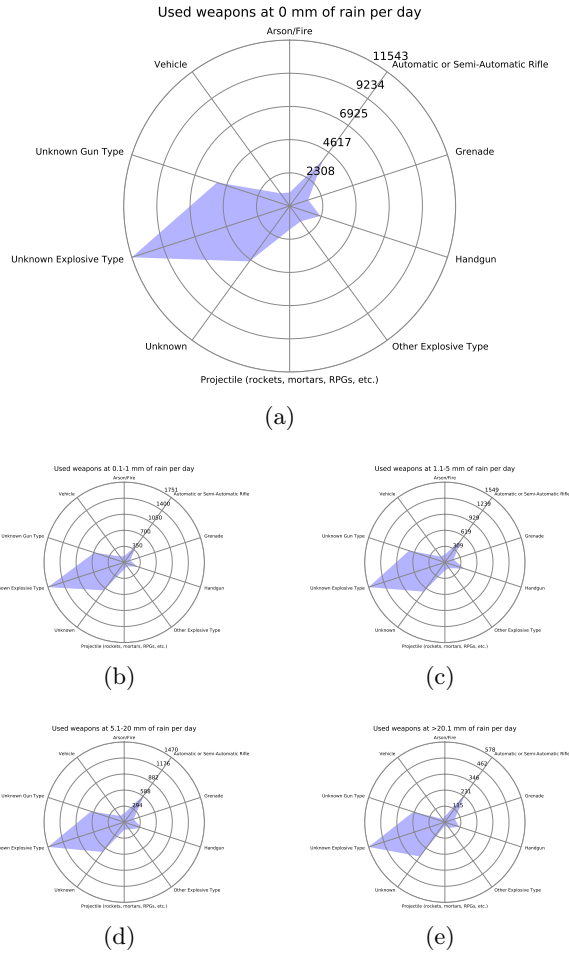 Used weapons at 0 mm of rain per day
Arson/Fire
11543
Vehicle
Automatic or Semi-Automatic Rifle
9234
6925
4617
Unknown Gun Type
Grenade
2308
Unknown Explosive Type
Handgun
Unknown
Other Explosive Type
Projectile (rockets, mortars, RPGs, etc.)
(a)
Used weapons at 0.1-1 mm of rain per day
Arson/Fire
1751
Vehicle
Automatic or Semi-Automatic Rifle
1400
1050
700
Unknown Gun Type
Grenade
350
nown Explosive Type
Handgun
Unknown
Other Explosive Type
Projectile (rockets, mortars, RPGs, etc.)
(b)
Used weapons at 1.1-5 mm of rain per day
Arson/Fire
1549
Vehicle
Automatic or Semi-Automatic Rifle
1239
929
619
Unknown Gun Type
Grenade
309
Unknown Explosive Type
Handgun
Unknown
Other Explosive Type
Projectile (rockets, mortars, RPGs, etc.)
(c)
Used weapons at 5.1-20 mm of rain per day
Arson/Fire
1470
Vehicle
Automatic or Semi-Automatic Rifle
1176
882
588
Unknown Gun Type
Grenade
294
nown Explosive Type
Handgun
Unknown
Other Explosive Type
Projectile (rockets, mortars, RPGs, etc.)
(d)
Used weapons at >20.1 mm of rain per day
Arson/Fire
578
Vehicle
Automatic or Semi-Automatic Rifle
462
346
231
Unknown Gun Type
Grenade
115
Unknown Explosive Type
Handgun
Unknown
Other Explosive Type
Projectile (rockets, mortars, RPGs, etc.)
(e)